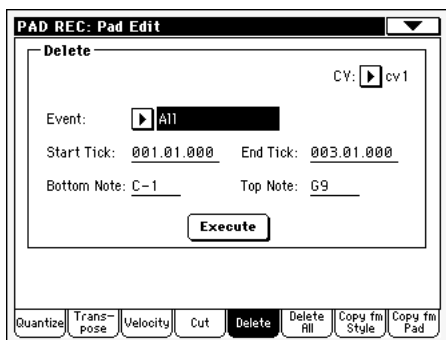 PAD REC: Pad Edit
Delete
CV: cv1
Event: All
Start Tick: 001.01.000 End Tick: 003.01.000
Bottom Note: C-1 Top Note: G9
Execute
Quantize Trans-pose Velocity Cut Delete Delete All Copy fm Style Copy fm Pad